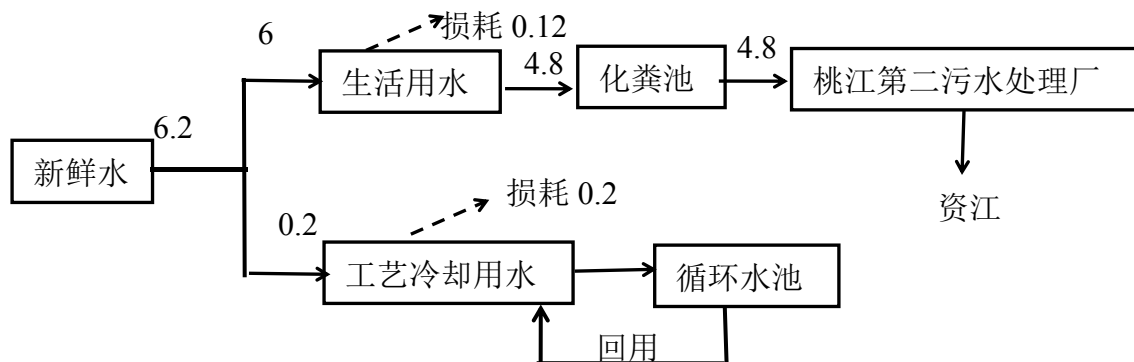 6
损耗 0.12
4.8
4.8
生活用水
化粪池
桃江第二污水处理厂
6.2
新鲜水
资江
损耗 0.2
0.2
工艺冷却用水
循环水池
回用